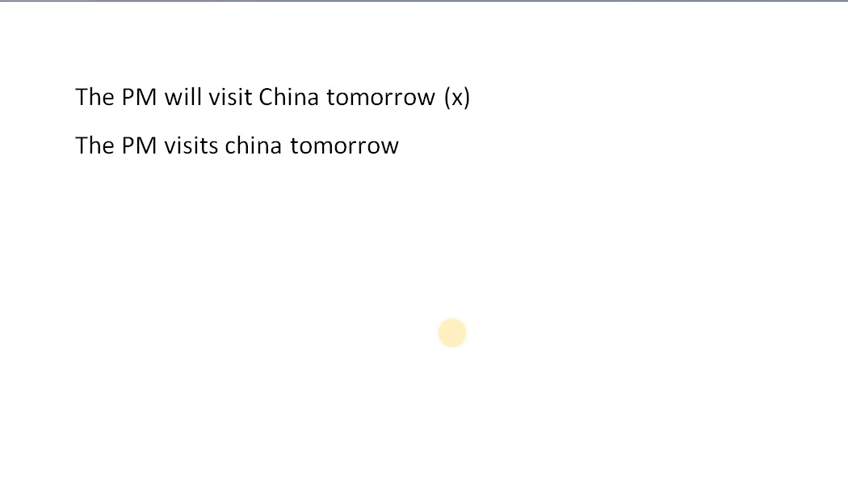 The PM will visit China tomorrow (x)
The PM visits china tomorrow